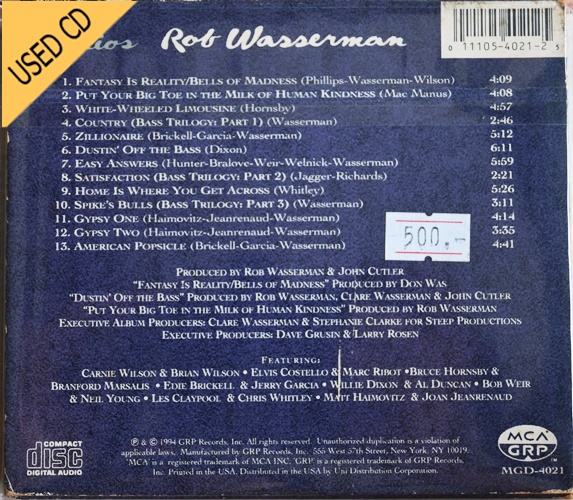 USED CD
ios Rob Wasserman
0 11105-4021-2 5
1. Fantasy Is Reality/Bells of Madness (Phillips-Wasserman-Wilson) 4:09
2. Put Your Big Toe in the Milk of Human Kindness (Mac Manus) 4:08
3. White-Wheeled Limousine (Hornsby) 4:57
4. Country (Bass Trilogy: Part 1) (Wasserman) 2:46
5. Zillionaire (Brickell-Garcia-Wasserman) 5:12
6. Dustin' Off the Bass (Dixon) 6:11
7. Easy Answers (Hunter-Bralove-Weir-Welnick-Wasserman) 5:59
8. Satisfaction (Bass Trilogy: Part 2) (Jagger-Richards) 2:21
9. Home Is Where You Get Across (Whitley) 5:26
10. Spike's Bulls (Bass Trilogy: Part 3) (Wasserman) 3:11
11. Gypsy One (Haimovitz-Jeanrenaud-Wasserman) 4:14
12. Gypsy Two (Haimovitz-Jeanrenaud-Wasserman) 3:35
13. American Popsicle (Brickell-Garcia-Wasserman) 4:41
500.-
Produced by Rob Wasserman & John Cutler
"Fantasy Is Reality/Bells of Madness" Produced by Don Was
"Dustin' Off the Bass" Produced by Rob Wasserman, Clare Wasserman & John Cutler
"Put Your Big Toe in the Milk of Human Kindness" Produced by Rob Wasserman
Executive Album Producers: Clare Wasserman & Stephanie Clarke for Steep Productions
Executive Producers: Dave Grusin & Larry Rosen
Featuring:
Carnie Wilson & Brian Wilson • Elvis Costello & Marc Ribot • Bruce Hornsby &
Branford Marsalis • Edie Brickell & Jerry Garcia • Willie Dixon & Al Duncan • Bob Weir
& Neil Young • Les Claypool & Chris Whitley • Matt Haimovitz & Joan Jeanrenaud
COMPACT
disc
DIGITAL AUDIO
℗ & © 1994 GRP Records, Inc. All rights reserved. Unauthorized duplication is a violation of
applicable laws. Manufactured by GRP Records, Inc. 555 West 57th Street, New York, NY 10019.
"MCA" is a registered trademark of MCA INC. "GRP" is a registered trademark of GRP Records, Inc.
Printed in the USA. Distributed in the USA by Uni Distribution Corporation.
MCA
GRP
MGD-4021